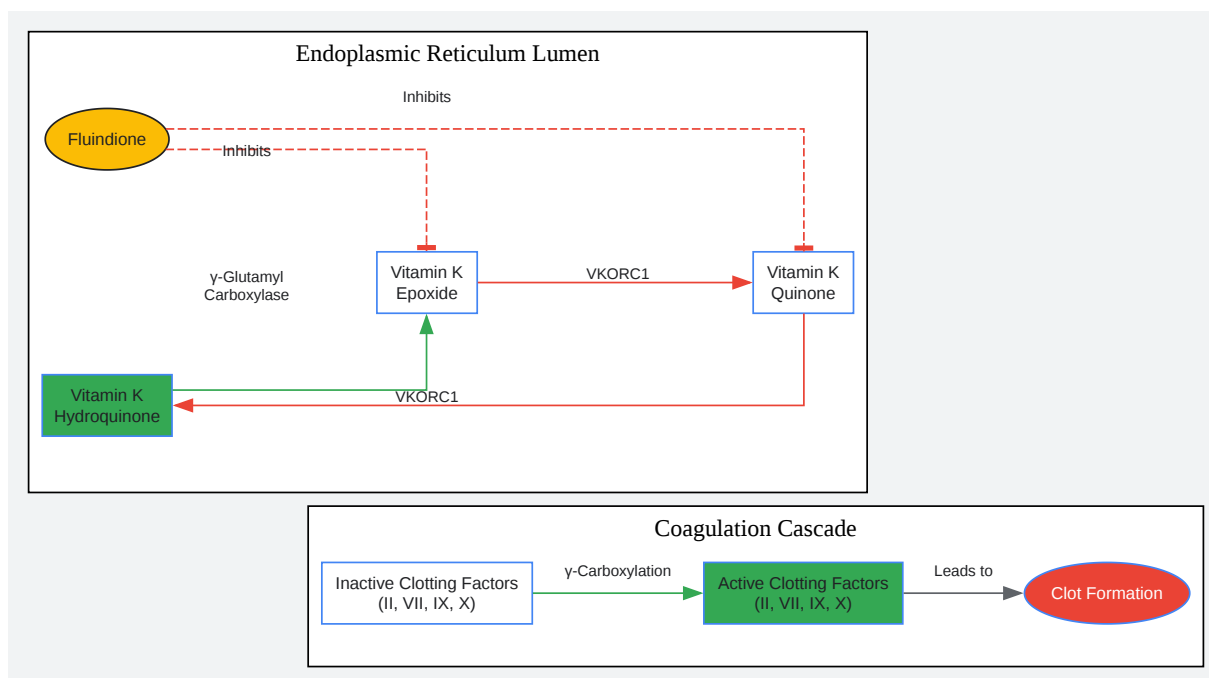 Endoplasmic Reticulum Lumen
Inhibits
Fluindione
Inhibits
γ-Glutamyl
Carboxylase
Vitamin K
Epoxide
VKORC1
Vitamin K
Quinone
Vitamin K
Hydroquinone
VKORC1
Coagulation Cascade
Inactive Clotting Factors
(II, VII, IX, X)
γ-Carboxylation
Active Clotting Factors
(II, VII, IX, X)
Leads to
Clot Formation